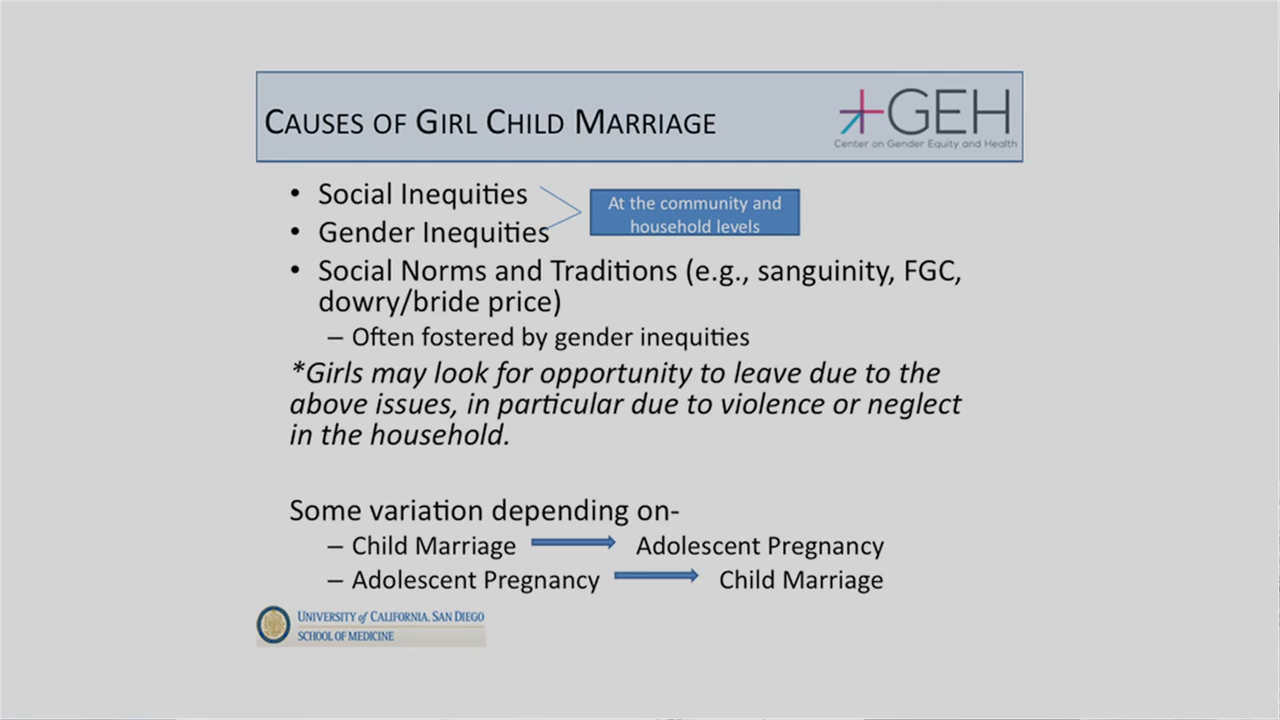 CAUSES OF GIRL CHILD MARRIAGE
GEH
Center on Gender Equity and Health
• Social Inequities
• Gender Inequities
At the community and
household levels
• Social Norms and Traditions (e.g., sanguinity, FGC,
dowry/bride price)
– Often fostered by gender inequities
*Girls may look for opportunity to leave due to the
above issues, in particular due to violence or neglect
in the household.
Some variation depending on-
– Child Marriage Adolescent Pregnancy
– Adolescent Pregnancy Child Marriage
UNIVERSITY of CALIFORNIA, SAN DIEGO
SCHOOL OF MEDICINE